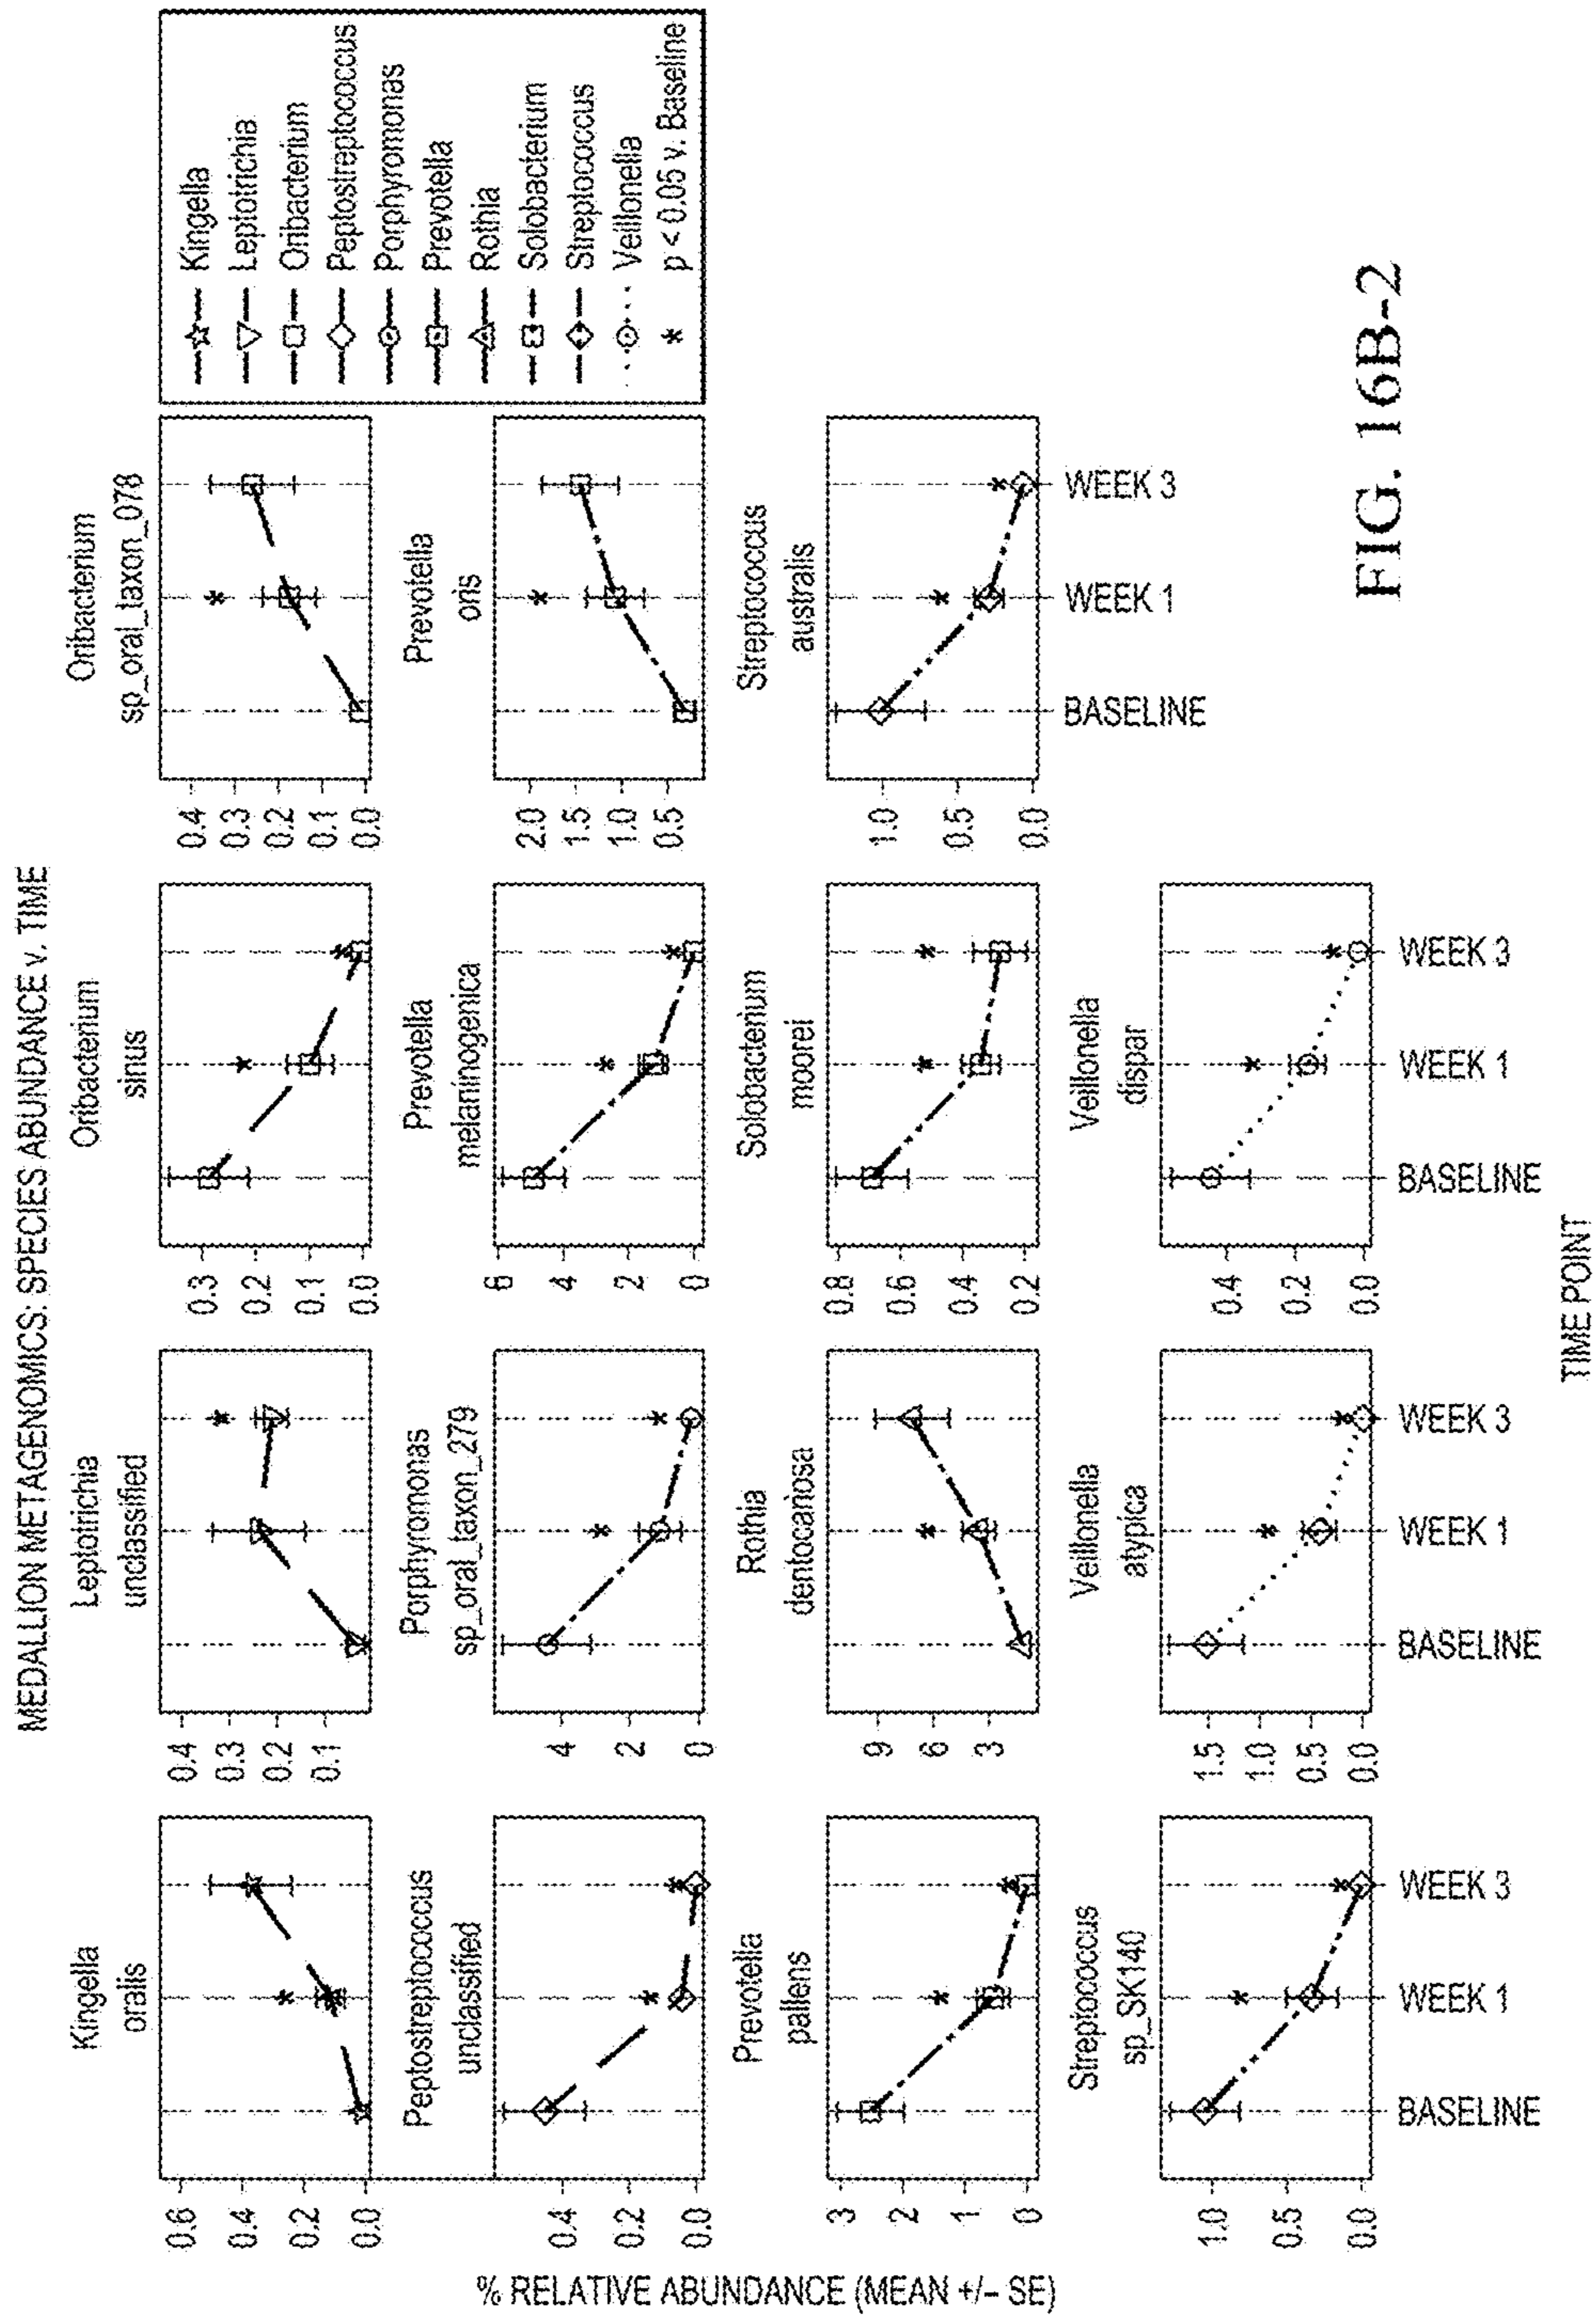 MEDALLION METAGENOMICS: SPECIES ABUNDANCE v. TIME
% RELATIVE ABUNDANCE (MEAN +/– SE)
Kingella
oralis
0.6
0.4
0.2
0.0
Leptotrichia
unclassified
0.4
0.3
0.2
0.1
Oribacterium
sinus
0.3
0.2
0.1
0.0
Oribacterium
sp_oral_taxon_078
0.4
0.3
0.2
0.1
0.0
Kingella
Leptotrichia
Oribacterium
Peptostreptococcus
Porphyromonas
Prevotella
Rothia
Solobacterium
Streptococcus
Veillonella
* p < 0.05 v. Baseline
Peptostreptococcus
unclassified
0.4
0.2
0.0
Porphyromonas
sp_oral_taxon_279
4
2
0
Prevotella
melaninogenica
6
4
2
0
Prevotella
oris
2.0
1.5
1.0
0.5
Prevotella
pallens
3
2
1
0
Rothia
dentocariosa
9
6
3
Solobacterium
moorei
0.8
0.6
0.4
0.2
Streptococcus
australis
1.0
0.5
0.0
BASELINE WEEK 1 WEEK 3
Streptococcus
sp_SK140
1.0
0.5
0.0
BASELINE WEEK 1 WEEK 3
Veillonella
atypica
1.5
1.0
0.5
0.0
BASELINE WEEK 1 WEEK 3
Veillonella
dispar
0.4
0.2
0.0
BASELINE WEEK 1 WEEK 3
TIME POINT
FIG. 16B-2